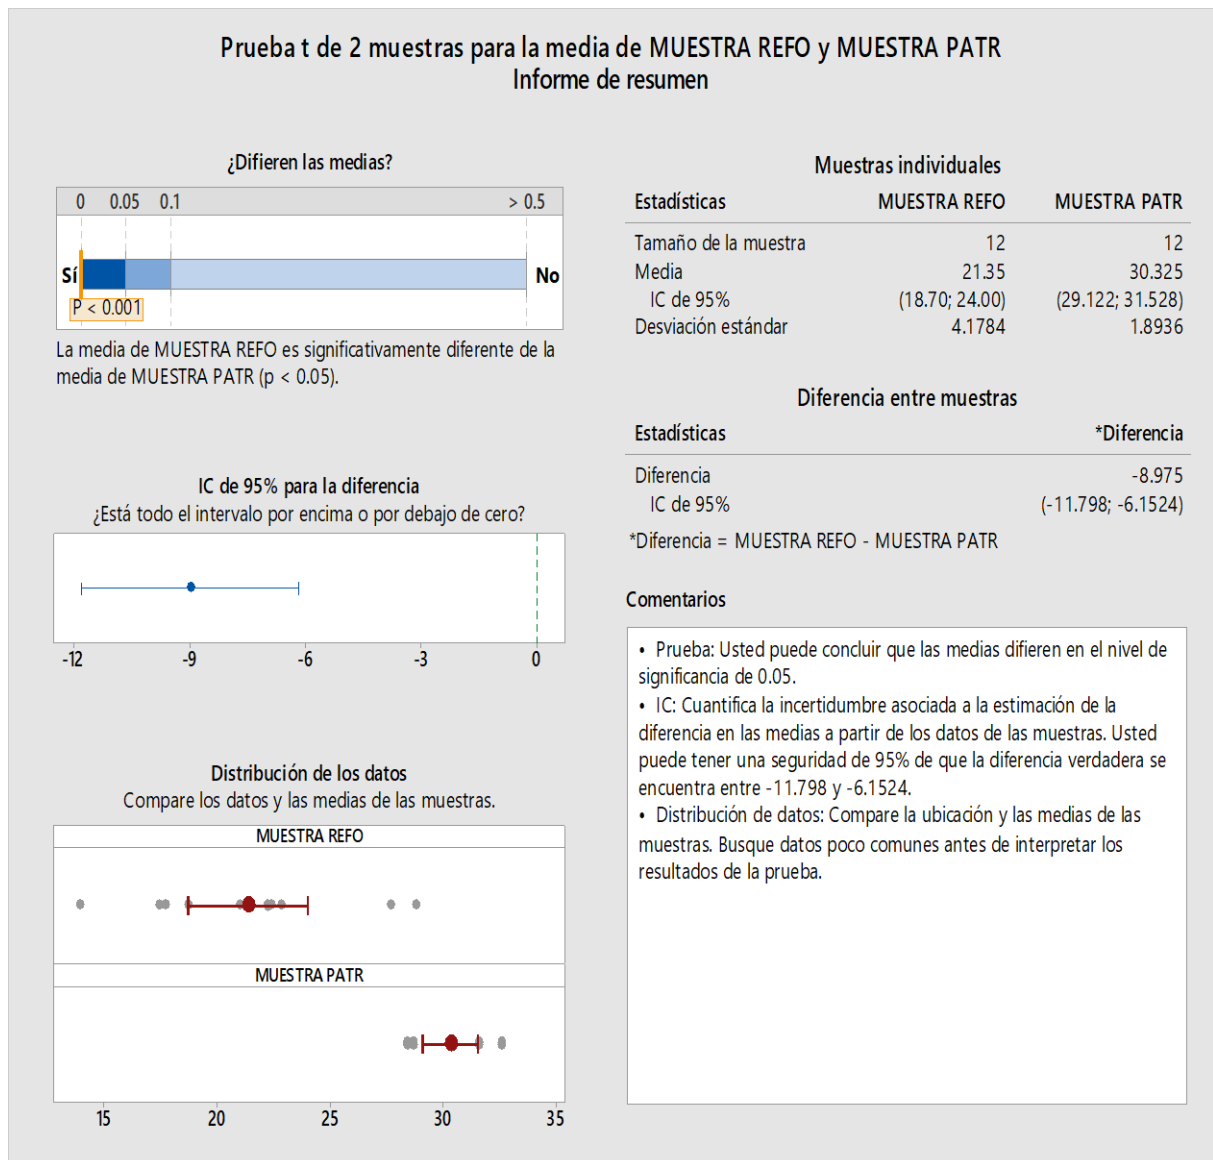 Prueba t de 2 muestras para la media de MUESTRA REFO y MUESTRA PATR
Informe de resumen
¿Difieren las medias?
0 0.05 0.1 > 0.5
Sí No
P < 0.001
La media de MUESTRA REFO es significativamente diferente de la
media de MUESTRA PATR (p < 0.05).
IC de 95% para la diferencia
¿Está todo el intervalo por encima o por debajo de cero?
-12 -9 -6 -3 0
Distribución de los datos
Compare los datos y las medias de las muestras.
MUESTRA REFO
MUESTRA PATR
15 20 25 30 35
Muestras individuales
Estadísticas MUESTRA REFO MUESTRA PATR
Tamaño de la muestra 12 12
Media 21.35 30.325
IC de 95% (18.70; 24.00) (29.122; 31.528)
Desviación estándar 4.1784 1.8936
Diferencia entre muestras
Estadísticas *Diferencia
Diferencia -8.975
IC de 95% (-11.798; -6.1524)
*Diferencia = MUESTRA REFO - MUESTRA PATR
Comentarios
• Prueba: Usted puede concluir que las medias difieren en el nivel de
significancia de 0.05.
• IC: Cuantifica la incertidumbre asociada a la estimación de la
diferencia en las medias a partir de los datos de las muestras. Usted
puede tener una seguridad de 95% de que la diferencia verdadera se
encuentra entre -11.798 y -6.1524.
• Distribución de datos: Compare la ubicación y las medias de las
muestras. Busque datos poco comunes antes de interpretar los
resultados de la prueba.